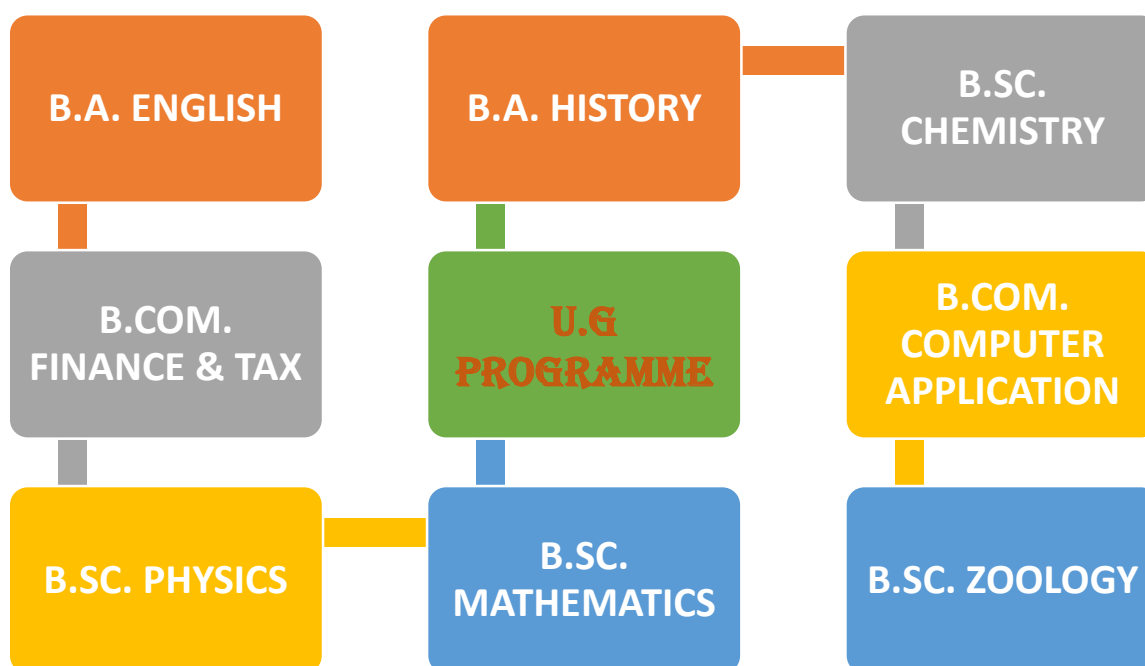 B.A. ENGLISH
B.A. HISTORY
B.SC.
CHEMISTRY
B.COM.
FINANCE & TAX
U.G
PROGRAMME
B.COM.
COMPUTER
APPLICATION
B.SC. PHYSICS
B.SC.
MATHEMATICS
B.SC. ZOOLOGY